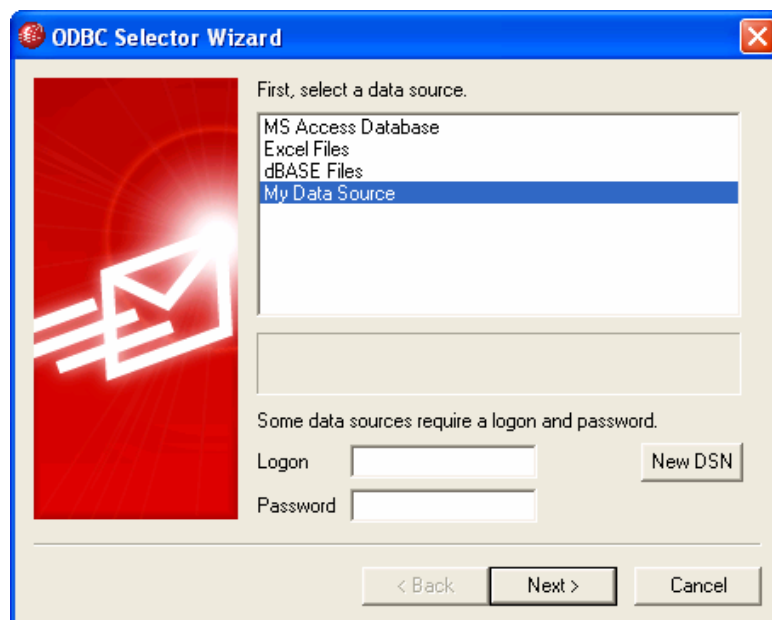 ODBC Selector Wizard
First, select a data source.
MS Access Database
Excel Files
dBASE Files
My Data Source
Some data sources require a logon and password.
Logon
New DSN
Password
< Back
Next >
Cancel